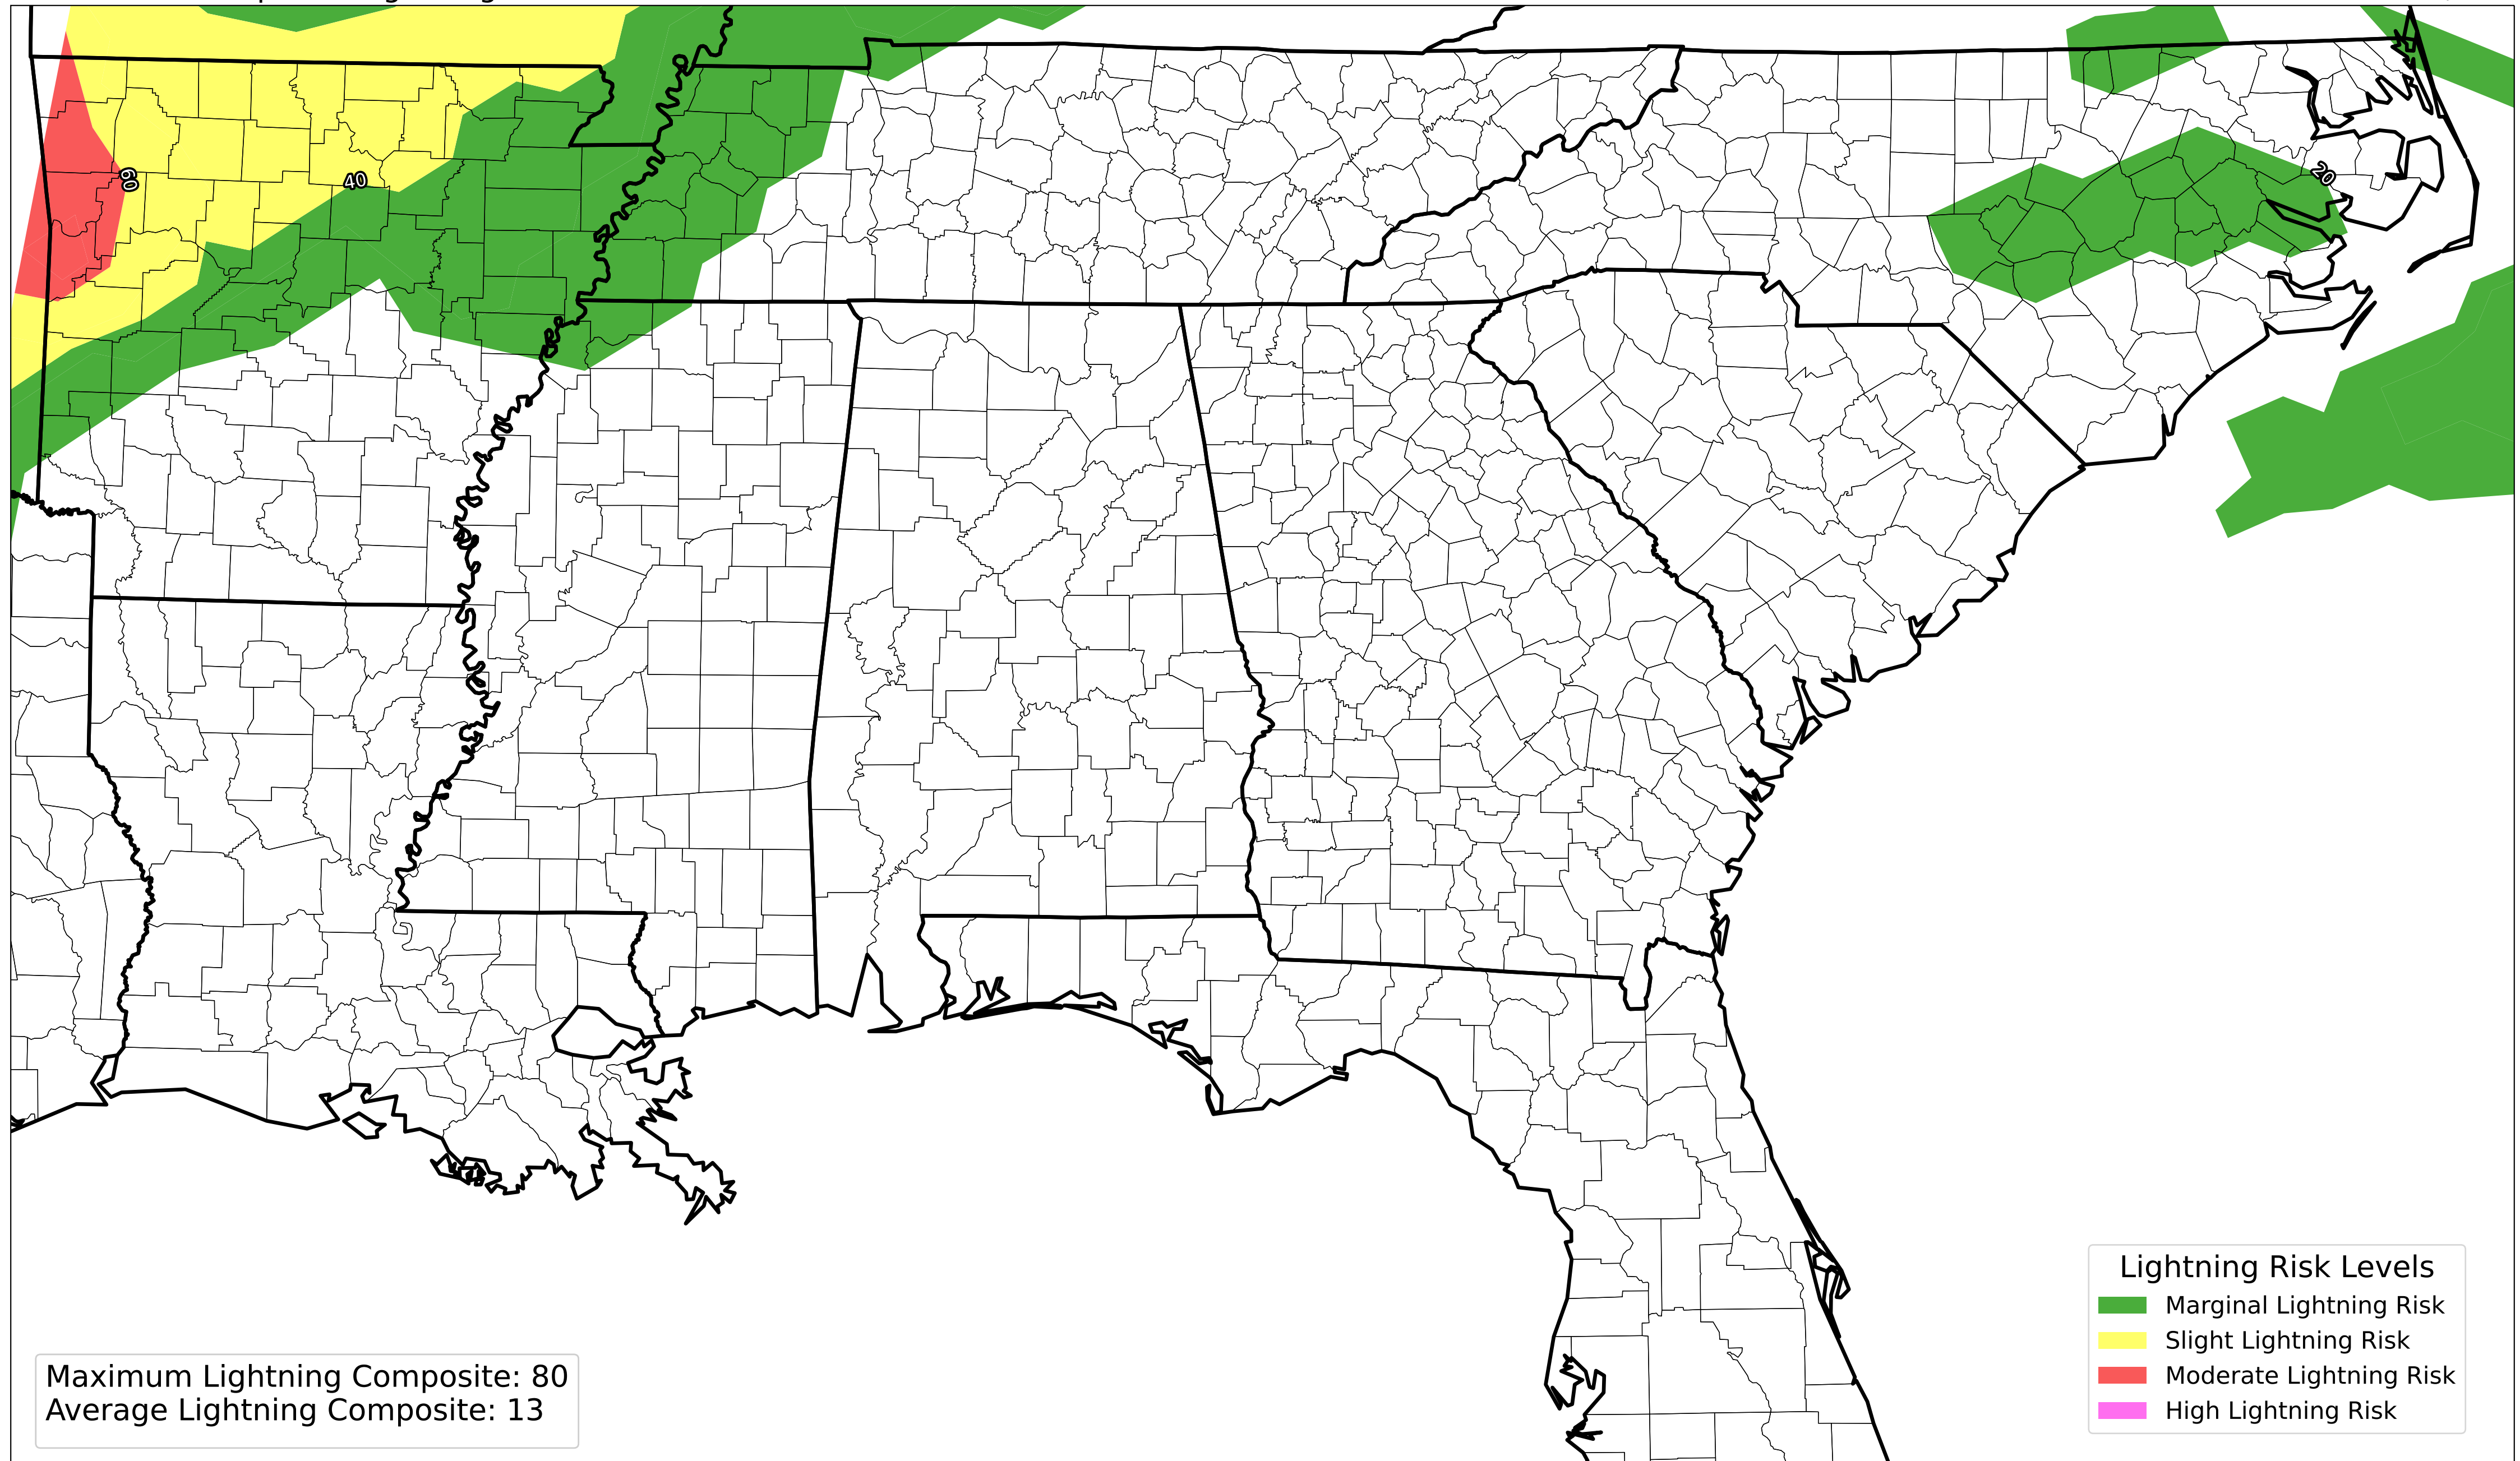 60
40
20
Lightning Risk Levels
Marginal Lightning Risk
Slight Lightning Risk
Moderate Lightning Risk
High Lightning Risk
Maximum Lightning Composite: 80
Average Lightning Composite: 13